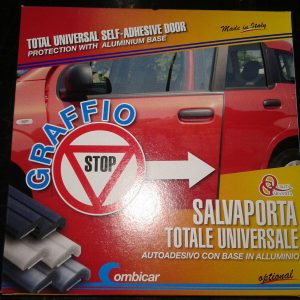 TOTAL UNIVERSAL SELF-ADHESIVE DOOR
PROTECTION WITH ALUMINIUM BASE
Made in Italy
GRAFFIO
STOP
SALVAPORTA
TOTALE UNIVERSALE
AUTOADESIVO CON BASE IN ALLUMINIO
Combicar
optional